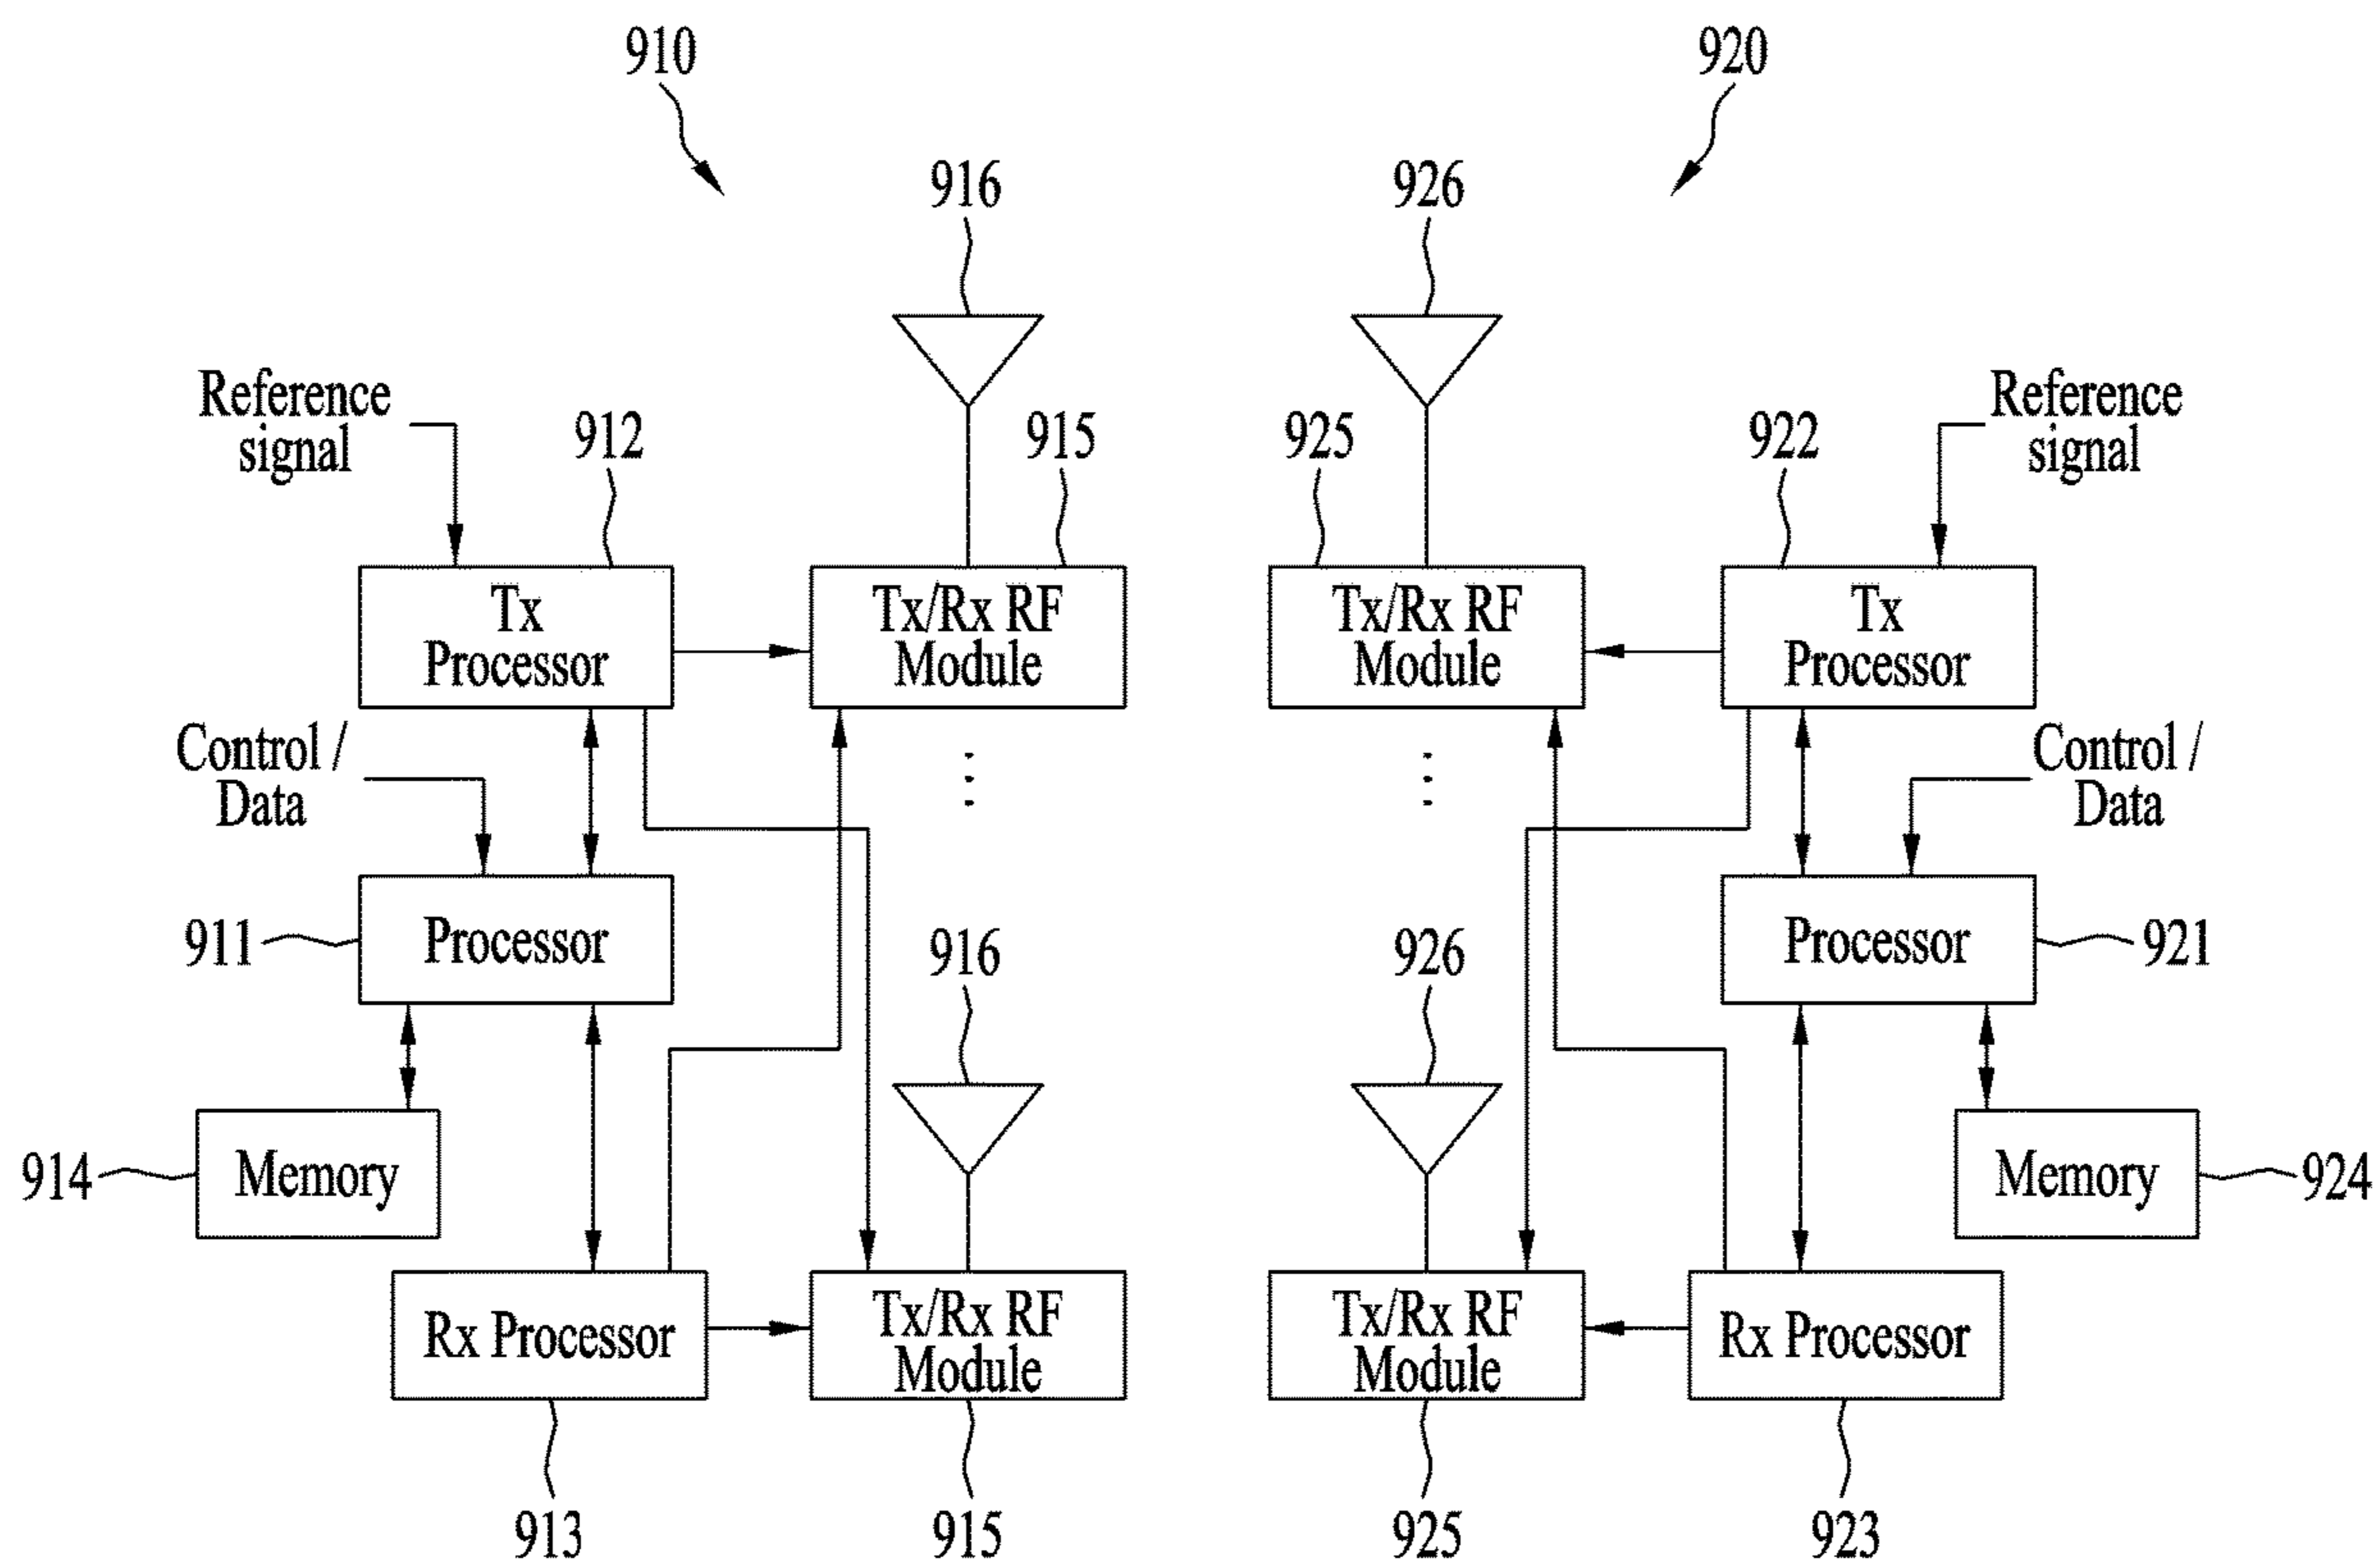 910
920
916
926
Reference
signal
912
915
925
922
Reference
signal
Tx
Processor
Tx/Rx RF
Module
Tx/Rx RF
Module
Tx
Processor
Control /
Data
Control /
Data
911
Processor
916
926
Processor
921
914
Memory
Memory
924
Rx Processor
Tx/Rx RF
Module
Tx/Rx RF
Module
Rx Processor
913
915
925
923